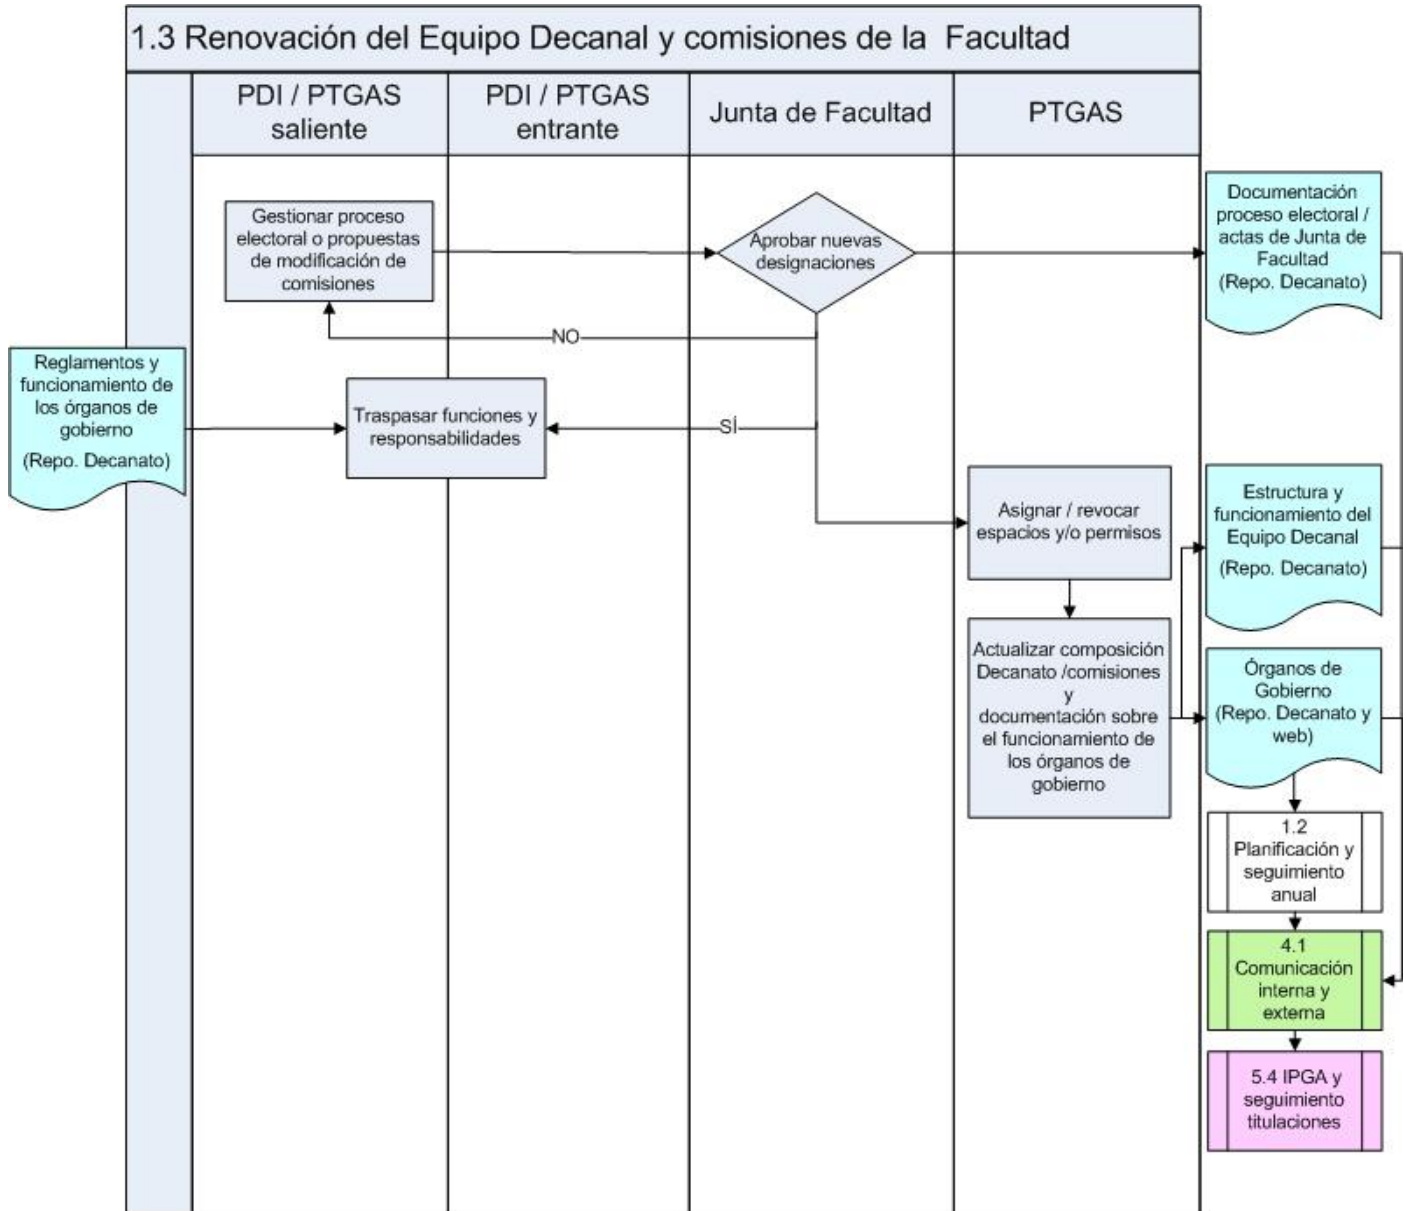 1.3 Renovación del Equipo Decanal y comisiones de la Facultad
PDI / PTGAS
saliente
PDI / PTGAS
entrante
Junta de Facultad
PTGAS
Gestionar proceso
electoral o propuestas
de modificación de
comisiones
Aprobar nuevas
designaciones
Documentación
proceso electoral /
actas de Junta de
Facultad
(Repo. Decanato)
NO
Reglamentos y
funcionamiento de
los órganos de
gobierno
(Repo. Decanato)
Traspasar funciones y
responsabilidades
SÍ
Asignar / revocar
espacios y/o permisos
Estructura y
funcionamiento del
Equipo Decanal
(Repo. Decanato)
Actualizar composición
Decanato /comisiones
y
documentación sobre
el funcionamiento de
los órganos de
gobierno
Órganos de
Gobierno
(Repo. Decanato y
web)
1.2
Planificación y
seguimiento
anual
4.1
Comunicación
interna y
externa
5.4 IPGA y
seguimiento
titulaciones